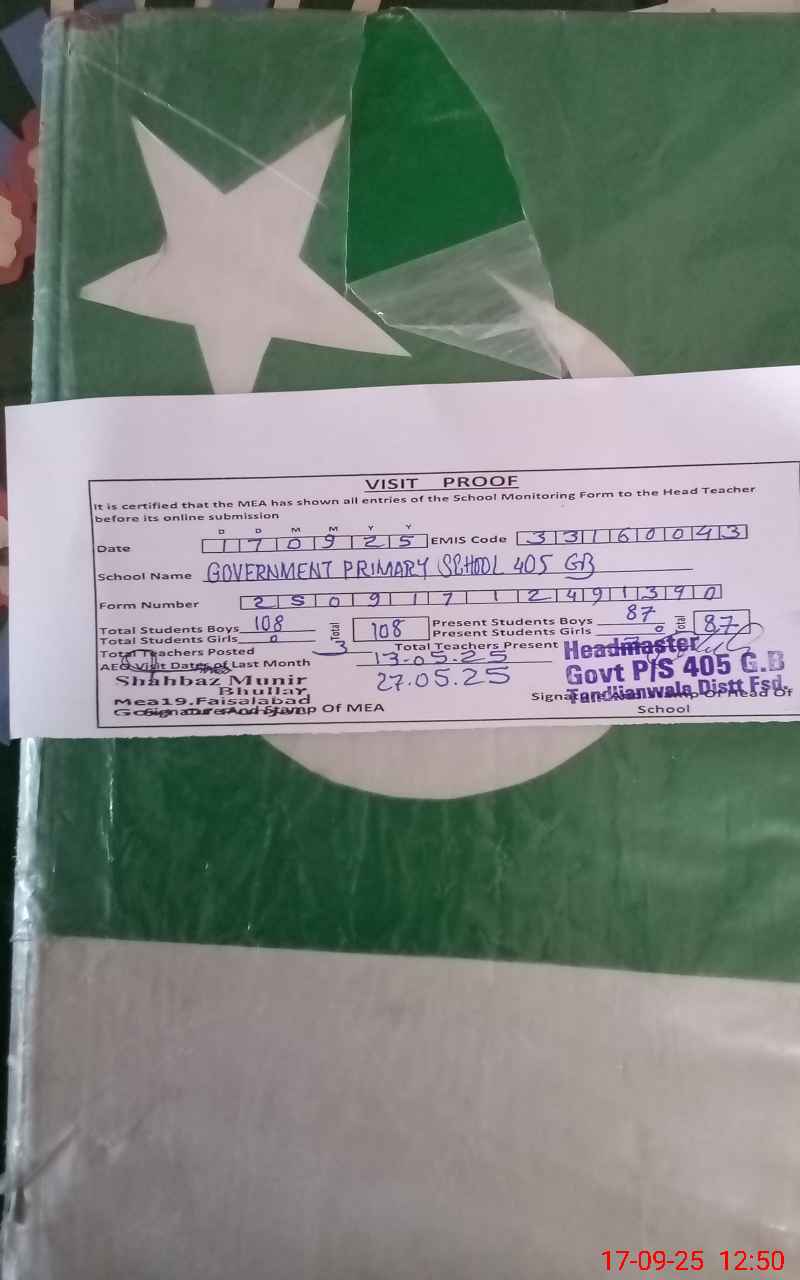 VISIT PROOF
It is certified that the MEA has shown all entries of the School Monitoring Form to the Head Teacher
before its online submission
D D M M Y Y
Date 1 7 0 9 2 5 EMIS Code 3 3 1 6 0 0 4 3
School Name GOVERNMENT PRIMARY SCHOOL 405 GB
Form Number 2 5 0 9 1 7 1 2 4 9 1 3 9 0
Total Students Boys 108 Total 108 Present Students Boys 87 Total 87
Total Students Girls 0 Present Students Girls 0
Total Teachers Posted 3 Total Teachers Present
AEO Visit Dates of Last Month 13.05.25
27.05.25
Shahbaz Munir
Bhullar
Mea19.Faisalabad
Signature And Stamp Of MEA
Headmaster
Govt P/S 405 G.B
Tandlianwala Distt Fsd.
Signature And Stamp Of Head Of
School
17-09-25 12:50